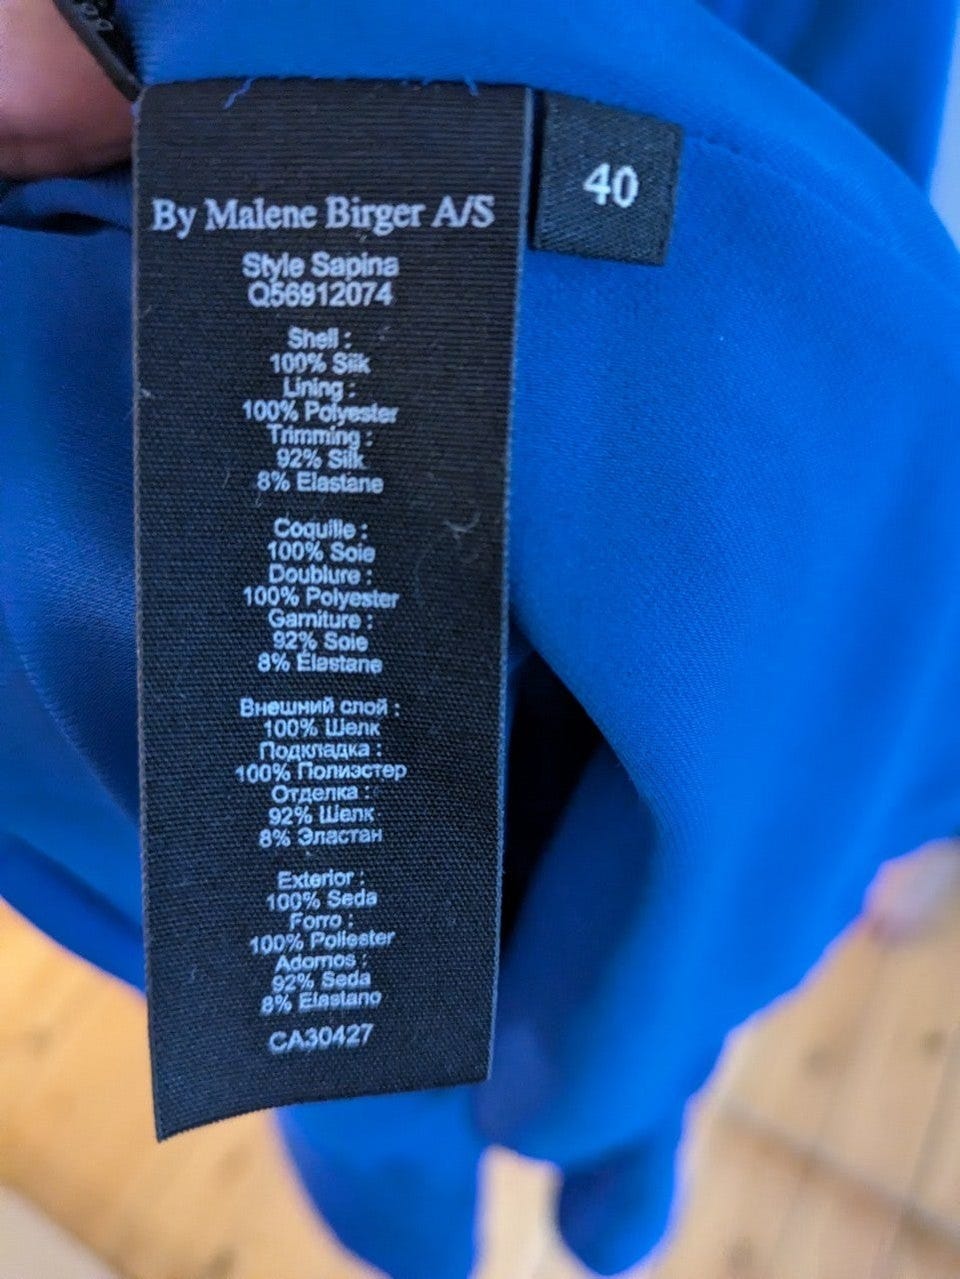 By Malene Birger A/S
40
Style Sapina
Q56912074
Shell :
100% Silk
Lining :
100% Polyester
Trimming :
92% Silk
8% Elastane
Coquille :
100% Soie
Doublure :
100% Polyester
Garniture :
92% Soie
8% Élastane
Внешний слой :
100% Шелк
Подкладка :
100% Полиэстер
Отделка :
92% Шелк
8% Эластан
Exterior :
100% Seda
Forro :
100% Poliester
Adornos :
92% Seda
8% Elastano
CA30427